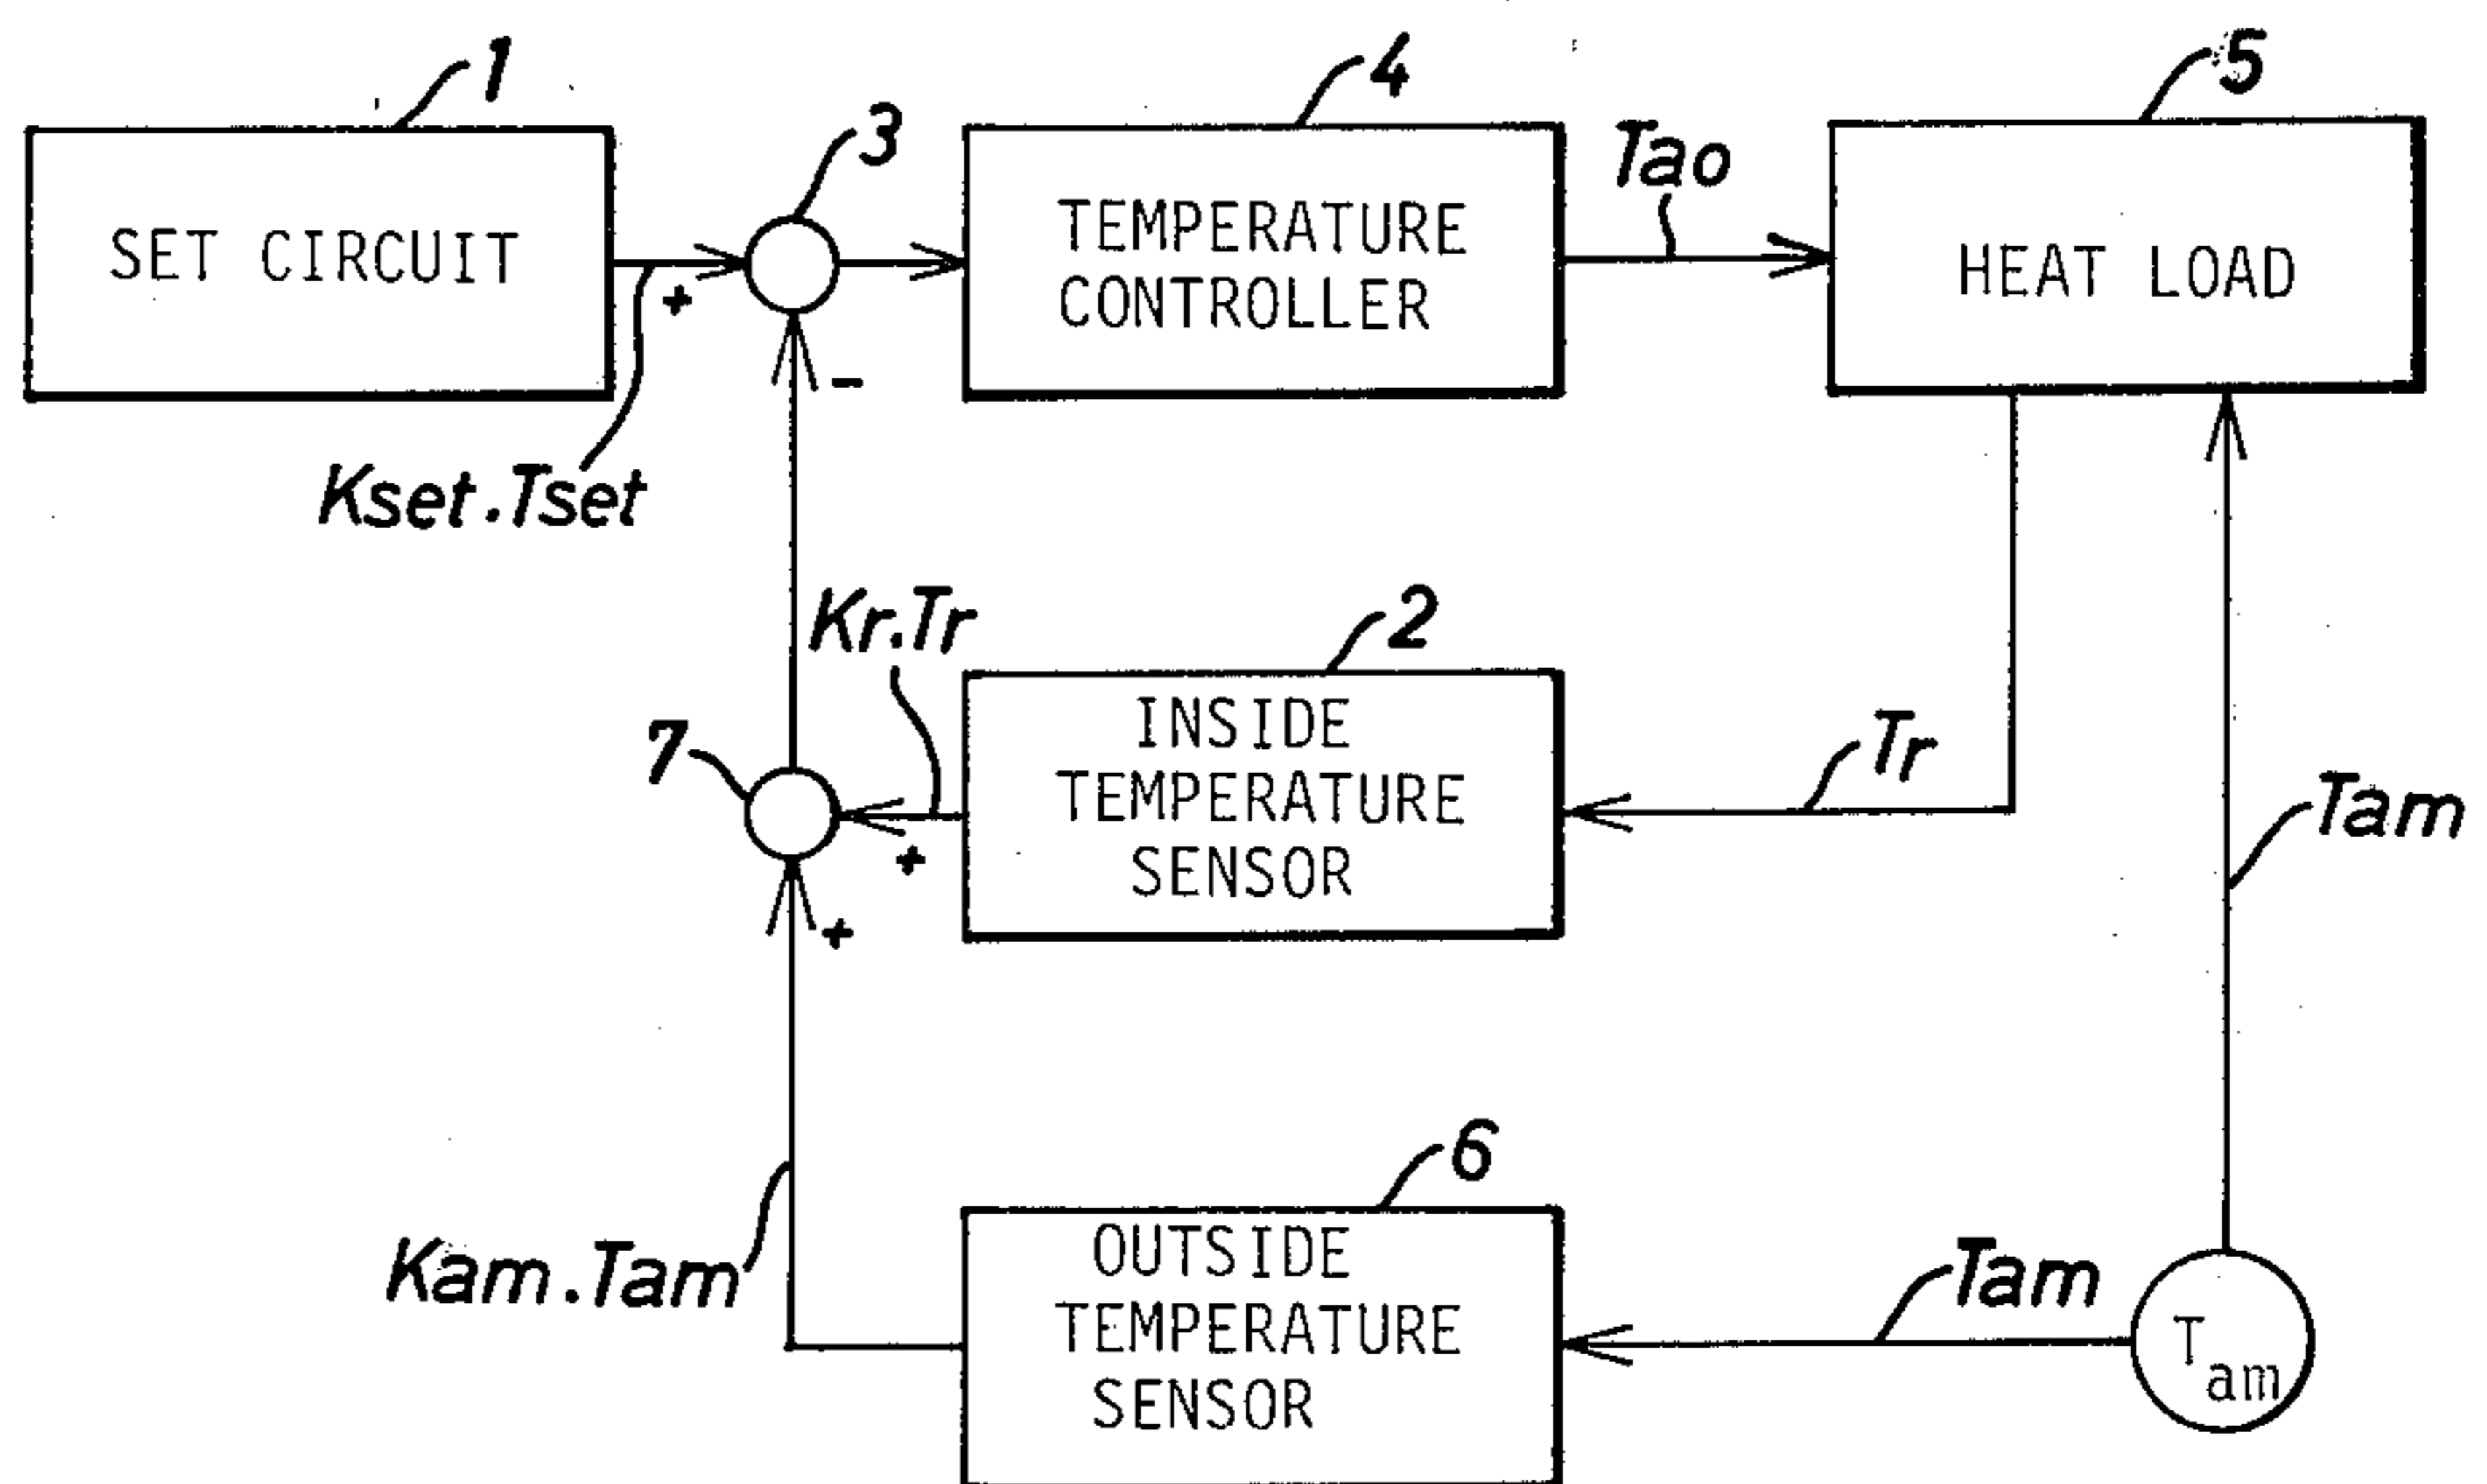 1
4
5
3
Tao
SET CIRCUIT
TEMPERATURE
CONTROLLER
HEAT LOAD
+
-
Kset.Tset
Kr.Tr
2
7
INSIDE
TEMPERATURE
SENSOR
Tr
Tam
+
+
6
Kam.Tam
OUTSIDE
TEMPERATURE
SENSOR
Tam
Tam